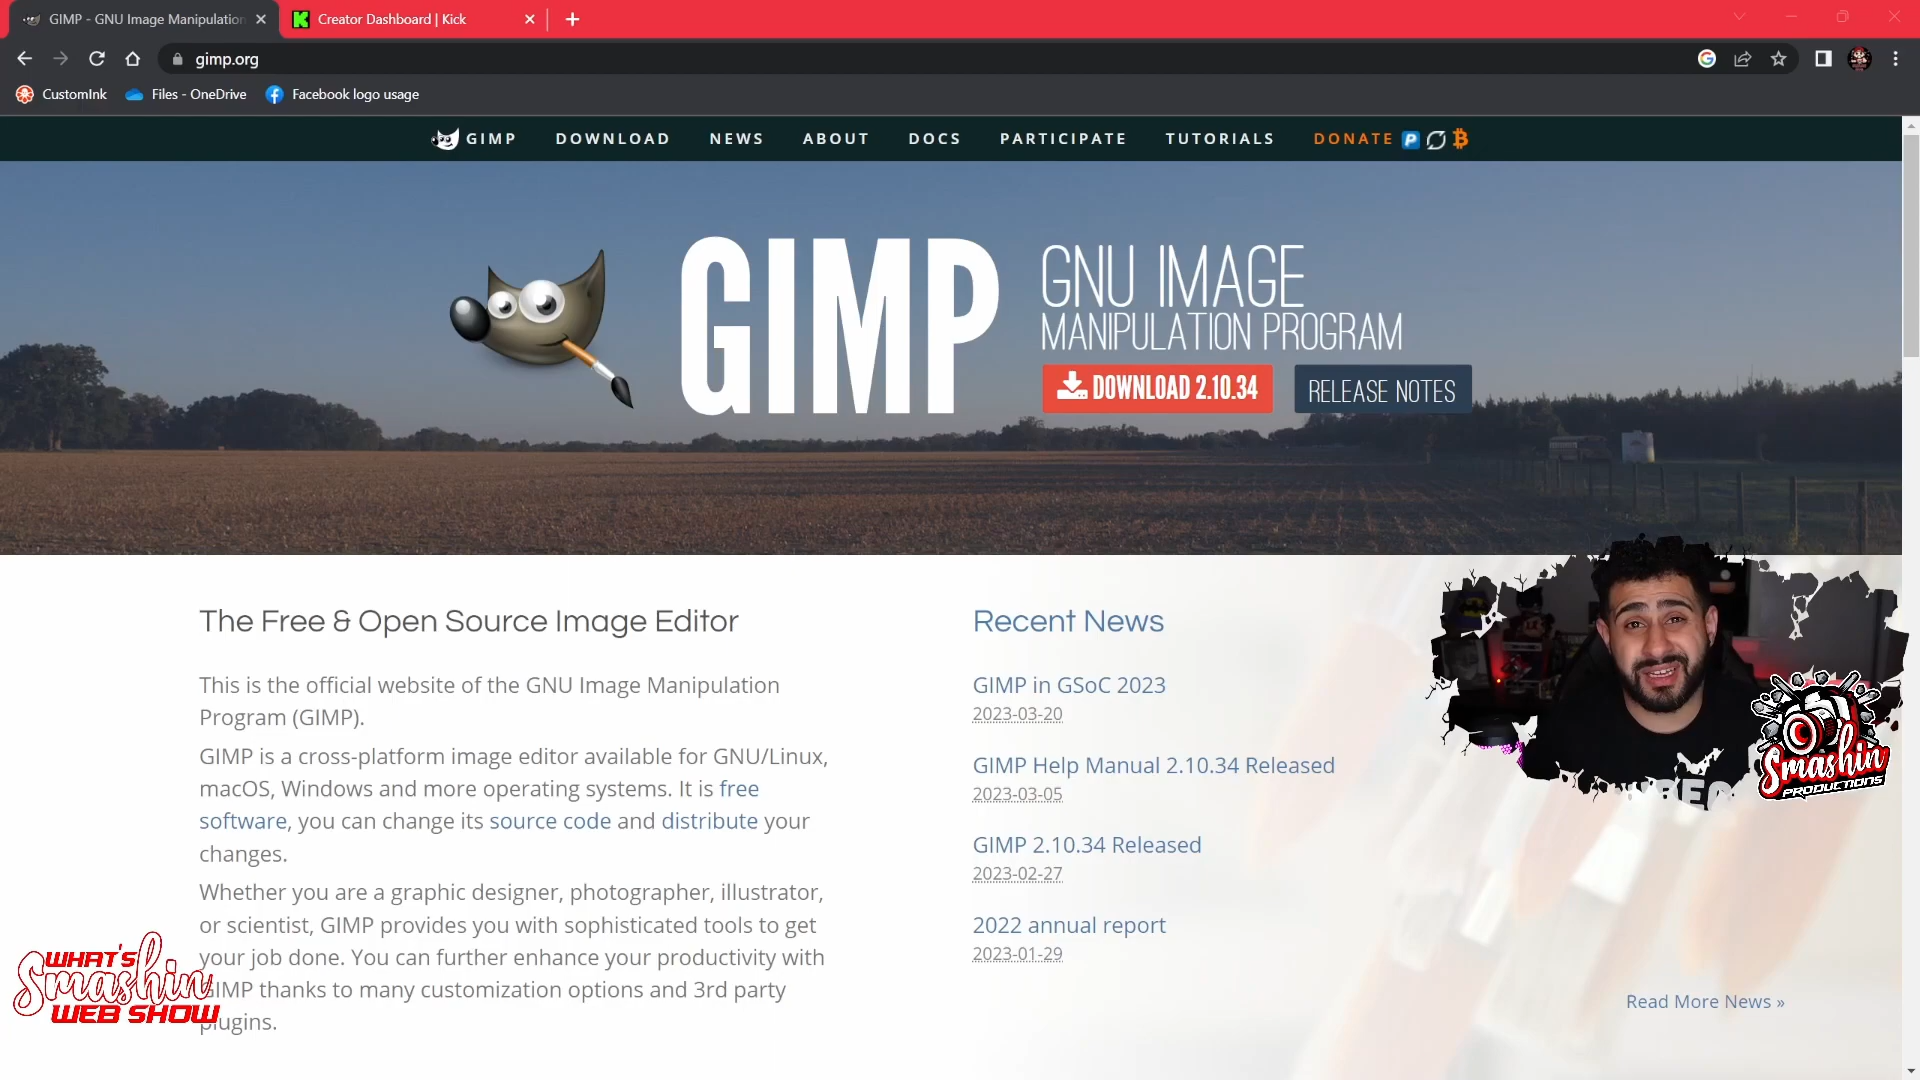 GIMP - GNU Image Manipulation
Creator Dashboard | Kick
gimp.org
CustomInk
Files - OneDrive
Facebook logo usage
GIMP
DOWNLOAD
NEWS
ABOUT
DOCS
PARTICIPATE
TUTORIALS
DONATE
GIMP
GNU IMAGE
MANIPULATION PROGRAM
DOWNLOAD 2.10.34
RELEASE NOTES
The Free & Open Source Image Editor
This is the official website of the GNU Image Manipulation
Program (GIMP).
GIMP is a cross-platform image editor available for GNU/Linux,
macOS, Windows and more operating systems. It is free
software, you can change its source code and distribute your
changes.
Whether you are a graphic designer, photographer, illustrator,
or scientist, GIMP provides you with sophisticated tools to get
your job done. You can further enhance your productivity with
GIMP thanks to many customization options and 3rd party
plugins.
Recent News
GIMP in GSoC 2023
2023-03-20
GIMP Help Manual 2.10.34 Released
2023-03-05
GIMP 2.10.34 Released
2023-02-27
2022 annual report
2023-01-29
Read More News »
Smashin
PRODUCTIONS
WHAT'S
Smashin
WEB SHOW